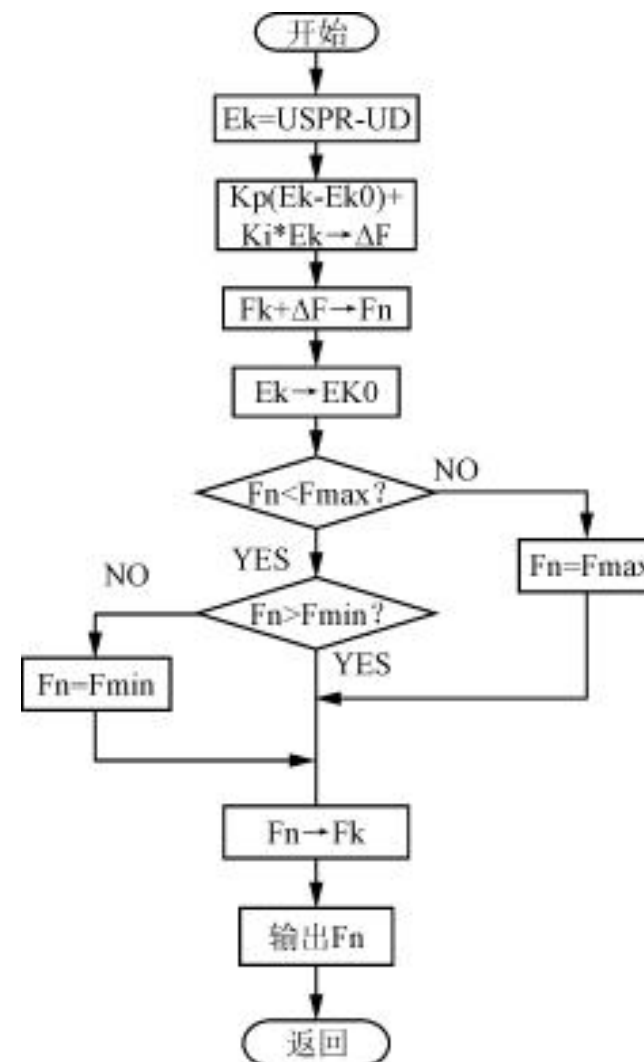 开始
Ek=USPR-UD
Kp(Ek-Ek0)+
Ki*Ek→ΔF
Fk+ΔF→Fn
Ek→EK0
Fn<Fmax?
NO
YES
Fn=Fmax
NO
Fn>Fmin?
YES
Fn=Fmin
Fn→Fk
输出Fn
返回